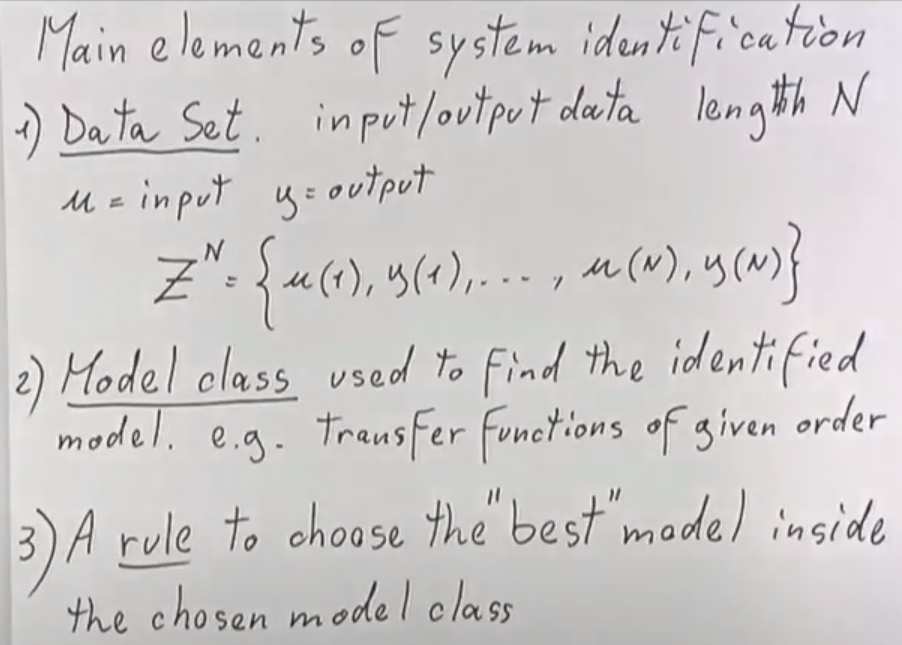 Main elements of system identification
1) Data Set. input/output data length N
u = input y = output
Z^N = {u(1), y(1), ..., u(N), y(N)}
2) Model class used to find the identified
model. e.g. transfer functions of given order
3) A rule to choose the "best" model inside
the chosen model class